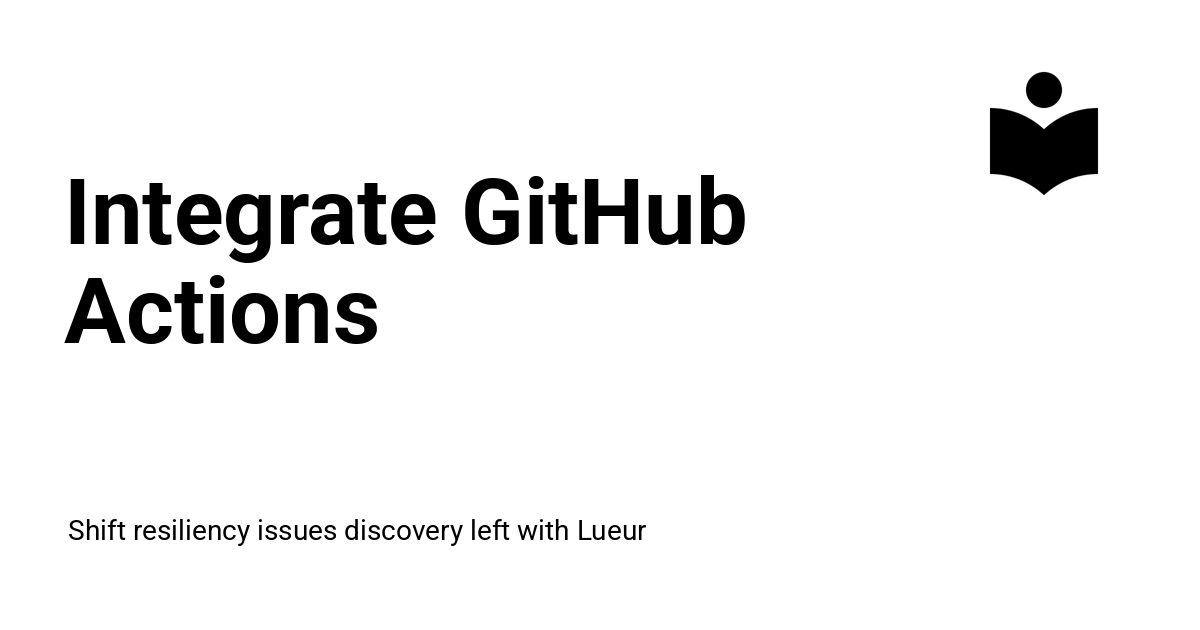 Integrate GitHub
Actions
Shift resiliency issues discovery left with Lueur